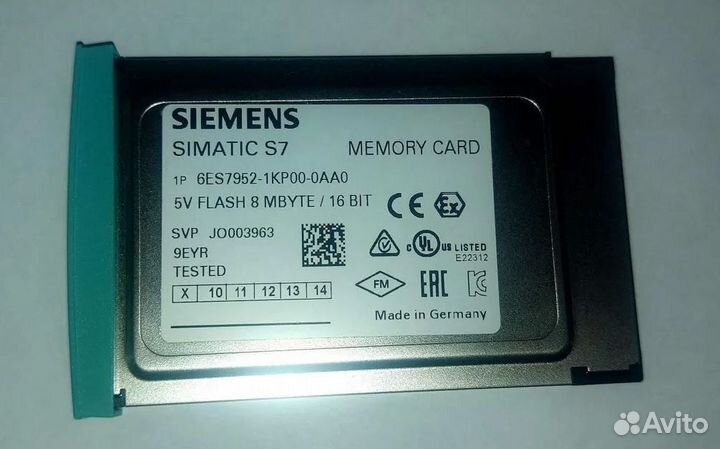 SIEMENS
SIMATIC S7 MEMORY CARD
1P 6ES7952-1KP00-0AA0
5V FLASH 8 MBYTE / 16 BIT
CE Ex
SVP JO003963
9EYR
TESTED
C UL US LISTED
E22312
X 10 11 12 13 14
FM EAC
Made in Germany
Avito